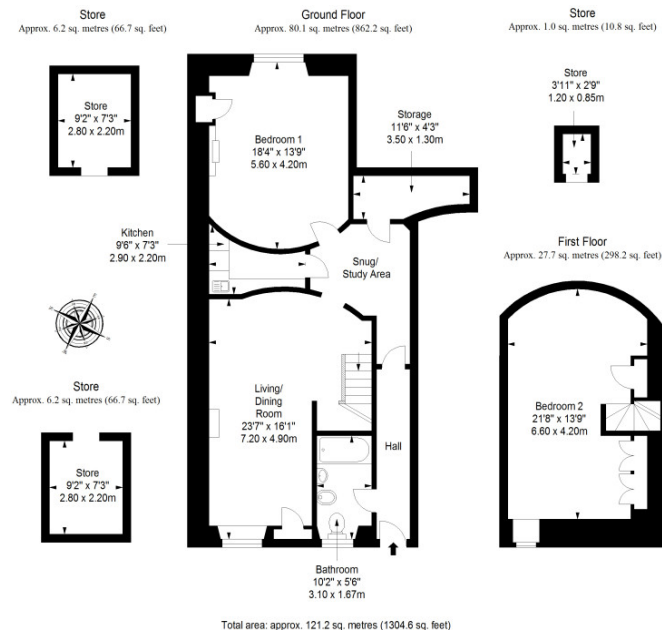 Store
Approx. 6.2 sq. metres (66.7 sq. feet)
Store
9'2" x 7'3"
2.80 x 2.20m
Ground Floor
Approx. 80.1 sq. metres (862.2 sq. feet)
Bedroom 1
18'4" x 13'9"
5.60 x 4.20m
Storage
11'6" x 4'3"
3.50 x 1.30m
Store
Approx. 1.0 sq. metres (10.8 sq. feet)
Store
3'11" x 2'9"
1.20 x 0.85m
Kitchen
9'6" x 7'3"
2.90 x 2.20m
Snug/
Study Area
First Floor
Approx. 27.7 sq. metres (298.2 sq. feet)
Bedroom 2
21'8" x 13'9"
6.60 x 4.20m
Store
Approx. 6.2 sq. metres (66.7 sq. feet)
Store
9'2" x 7'3"
2.80 x 2.20m
Living/
Dining
Room
23'7" x 16'1"
7.20 x 4.90m
Hall
Bathroom
10'2" x 5'6"
3.10 x 1.67m
Total area: approx. 121.2 sq. metres (1304.6 sq. feet)